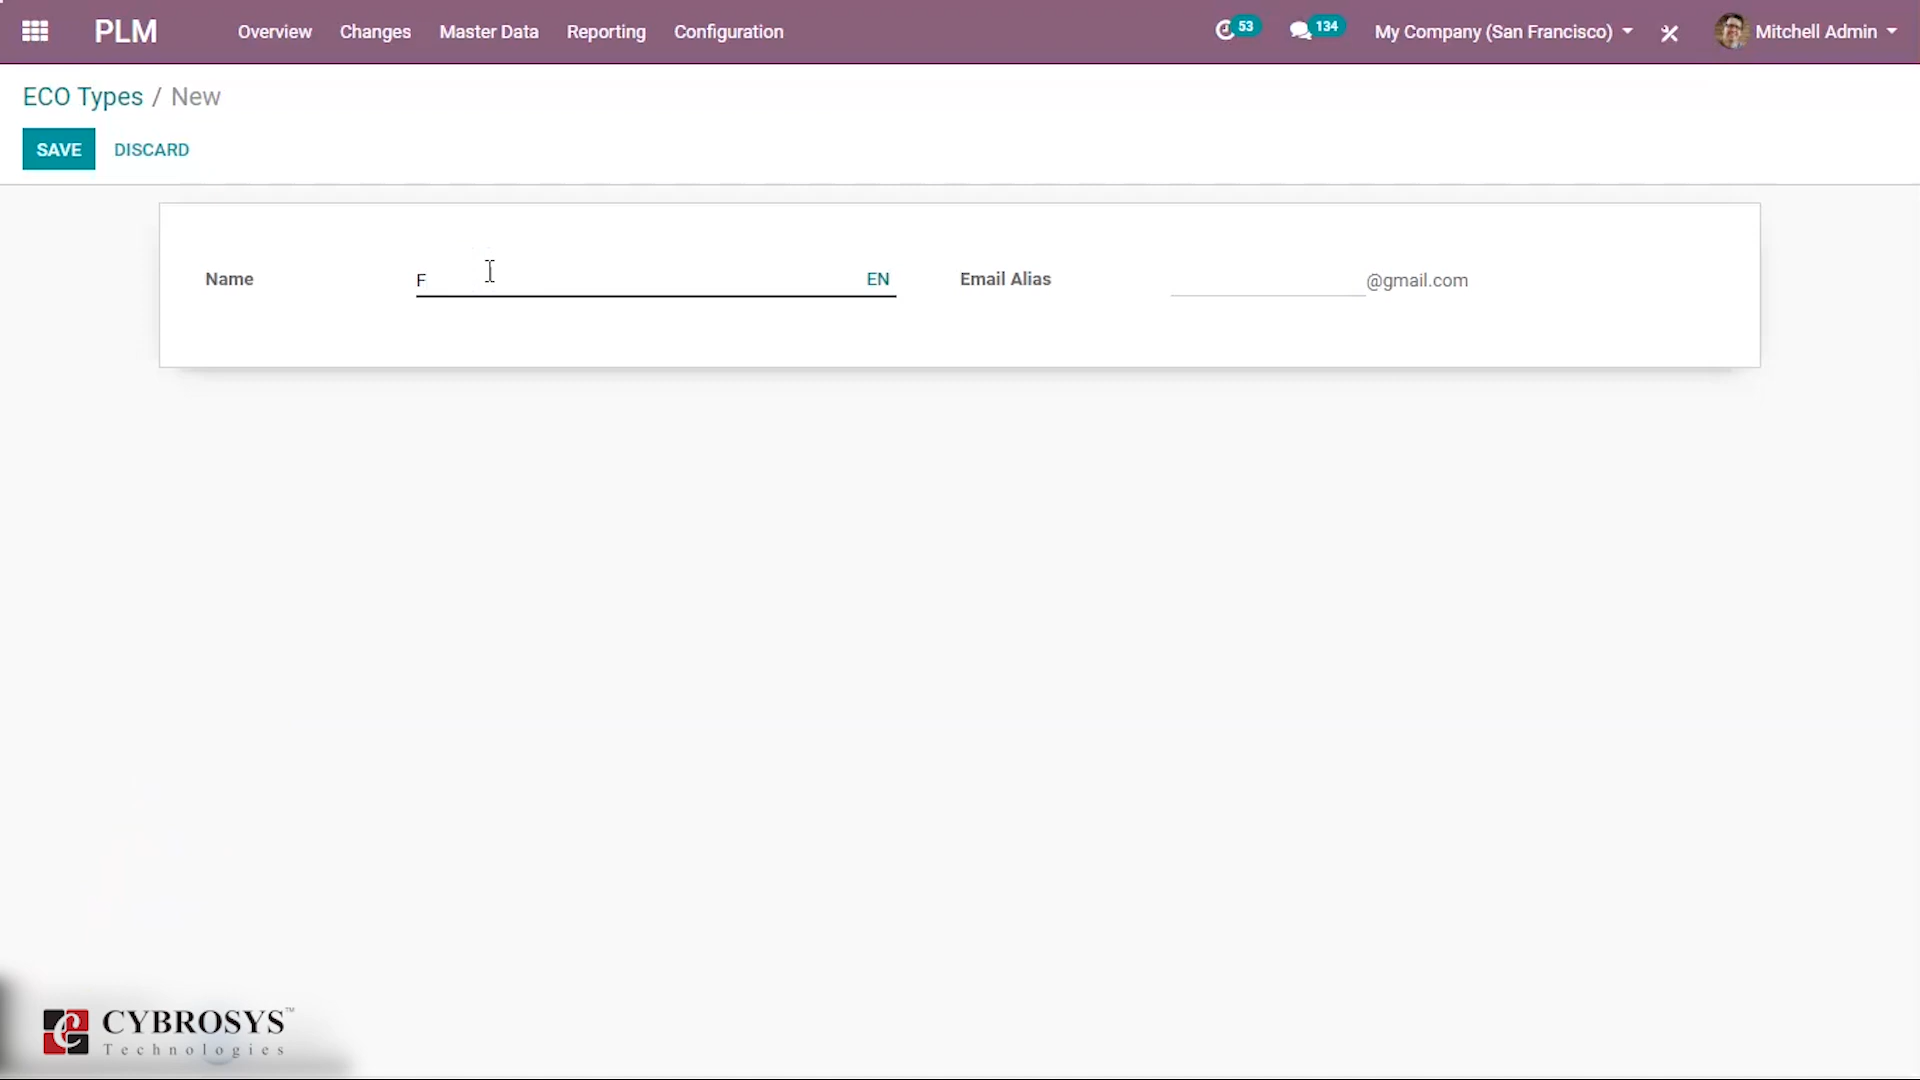 PLM Overview Changes Master Data Reporting Configuration 53 134 My Company (San Francisco) Mitchell Admin
ECO Types / New
SAVE DISCARD
Name F EN Email Alias @gmail.com
CYBROSYS™
Technologies